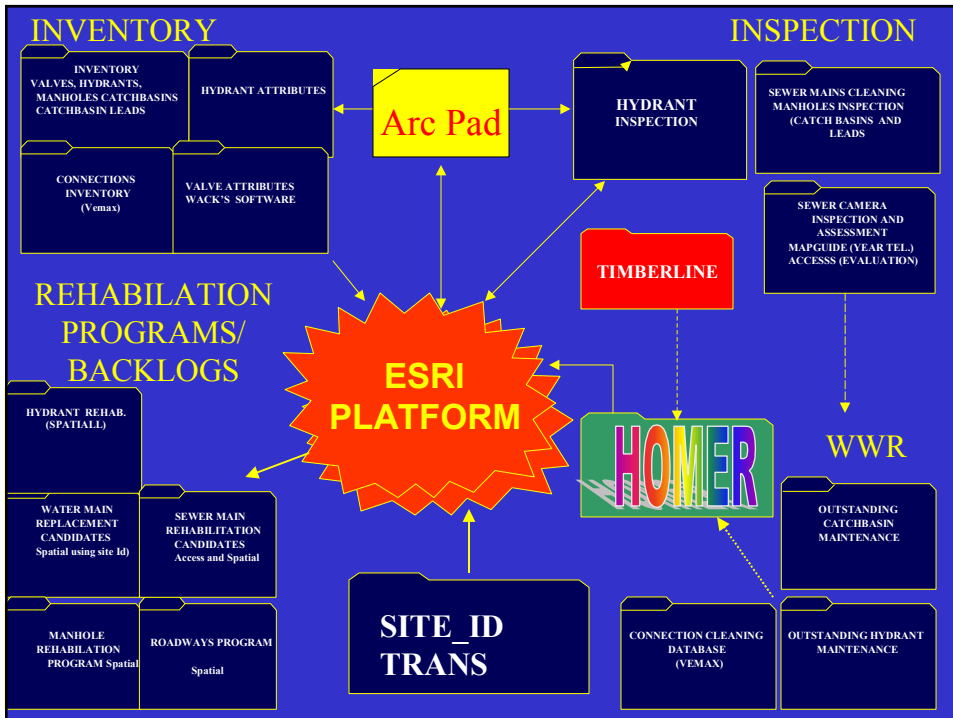 INVENTORY
INVENTORY
VALVES, HYDRANTS,
MANHOLES CATCHBASINS
CATCHBASIN LEADS
HYDRANT ATTRIBUTES
CONNECTIONS
INVENTORY
(Vemax)
VALVE ATTRIBUTES
WACK'S SOFTWARE
Arc Pad
INSPECTION
HYDRANT
INSPECTION
SEWER MAINS CLEANING
MANHOLES INSPECTION
(CATCH BASINS AND
LEADS
SEWER CAMERA
INSPECTION AND
ASSESSMENT
MAPGUIDE (YEAR TEL.)
ACCESSS (EVALUATION)
TIMBERLINE
REHABILATION
PROGRAMS/
BACKLOGS
ESRI
PLATFORM
HOMER
HYDRANT REHAB.
(SPATIALL)
WATER MAIN
REPLACEMENT
CANDIDATES
Spatial using site Id)
SEWER MAIN
REHABILITATION
CANDIDATES
Access and Spatial
MANHOLE
REHABILITATION
PROGRAM Spatial
ROADWAYS PROGRAM
Spatial
SITE_ID
TRANS
WWR
OUTSTANDING
CATCHBASIN
MAINTENANCE
CONNECTION CLEANING
DATABASE
(VEMAX)
OUTSTANDING HYDRANT
MAINTENANCE